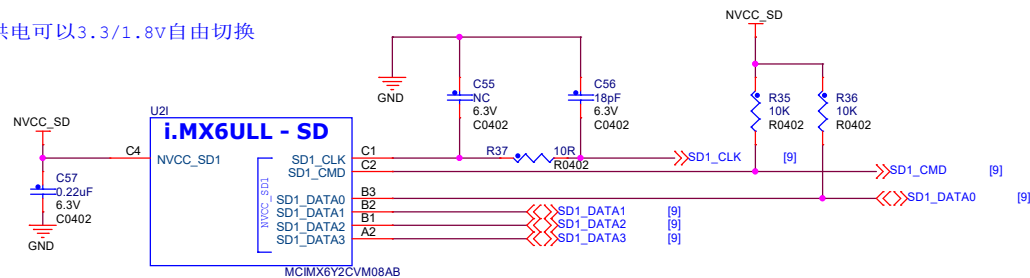 供电可以3.3/1.8V自由切换
NVCC_SD
GND
C55
NC
6.3V
C0402
C56
18pF
6.3V
C0402
R35
10K
R0402
R36
10K
R0402
U2I
i.MX6ULL - SD
NVCC_SD
C4
NVCC_SD1
NVCC_SD1
SD1_CLK
C1
SD1_CMD
C2
SD1_DATA0
B3
SD1_DATA1
B2
SD1_DATA2
B1
SD1_DATA3
A2
R37
10R
R0402
SD1_CLK [9]
SD1_CMD [9]
SD1_DATA0 [9]
SD1_DATA1 [9]
SD1_DATA2 [9]
SD1_DATA3 [9]
C57
0.22uF
6.3V
C0402
GND
MCIMX6Y2CVM08AB